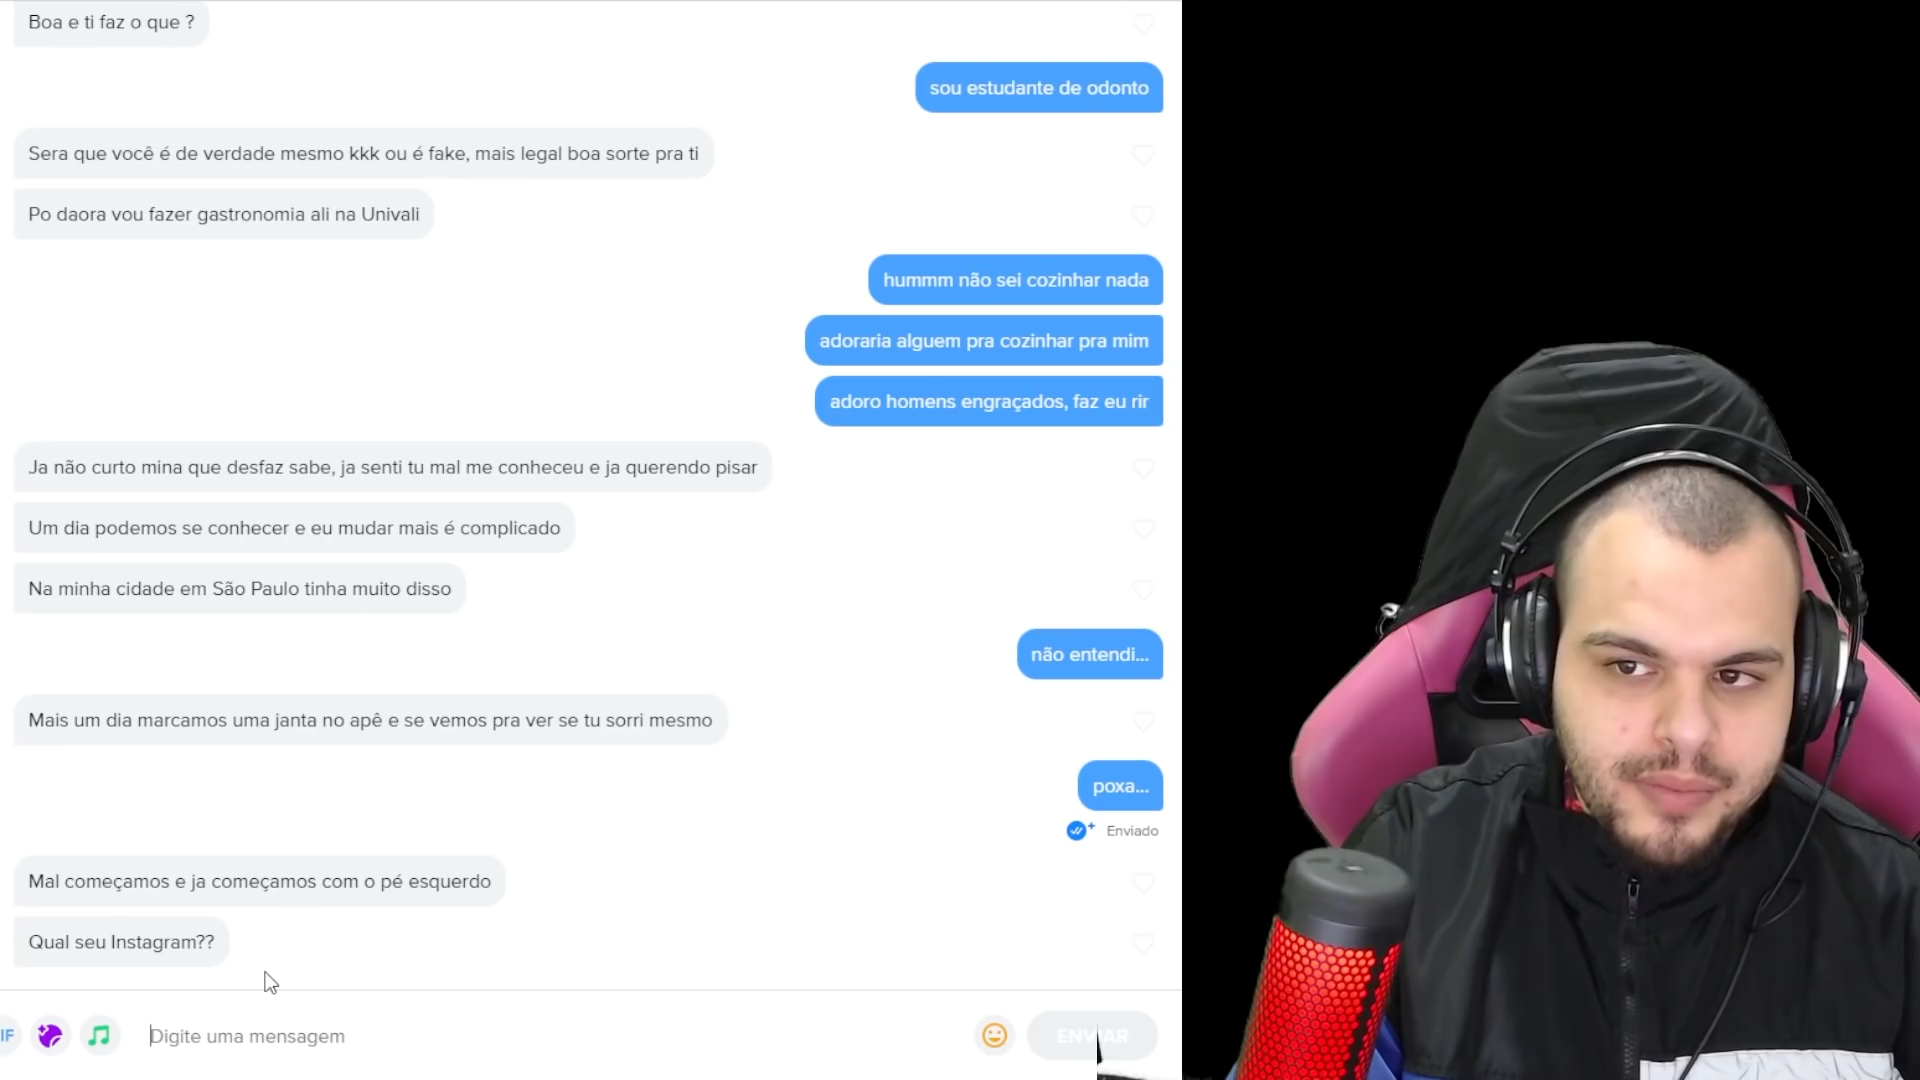 Boa e ti faz o que ?
sou estudante de odonto
Sera que você é de verdade mesmo kkk ou é fake, mais legal boa sorte pra ti
Po daora vou fazer gastronomia ali na Univali
hummm não sei cozinhar nada
adoraria alguem pra cozinhar pra mim
adoro homens engraçados, faz eu rir
Ja não curto mina que desfaz sabe, ja senti tu mal me conheceu e ja querendo pisar
Um dia podemos se conhecer e eu mudar mais é complicado
Na minha cidade em São Paulo tinha muito disso
não entendi...
Mais um dia marcamos uma janta no apê e se vemos pra ver se tu sorri mesmo
poxa...
Enviado
Mal começamos e ja começamos com o pé esquerdo
Qual seu Instagram??
IF Digite uma mensagem ENVIAR